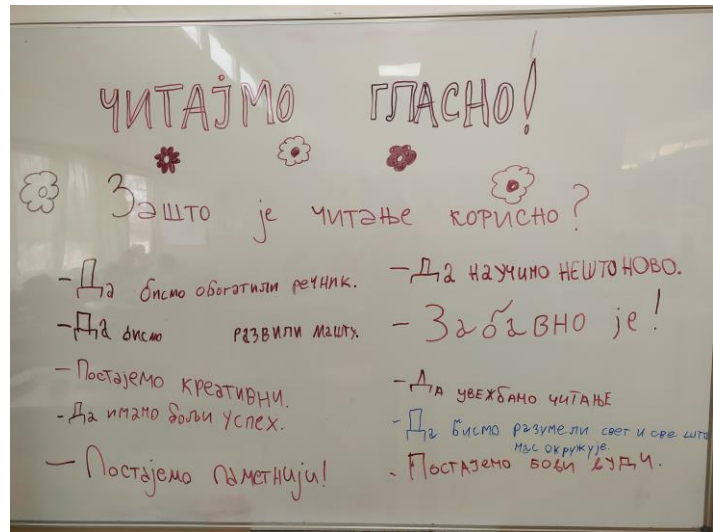 ЧИТАЈМО ГЛАСНО!
Зашто је читање корисно?
- Да бисмо обогатили речник.
- Да бисмо развили машту.
- Постајемо креативни.
- Да имамо бољи успех.
- Постајемо паметнији!
- Да научимо нешто ново.
- Забавно је!
- Да увежбамо читање
- Да бисмо разумели свет и све што
нас окружује.
- Постајемо бољи људи.